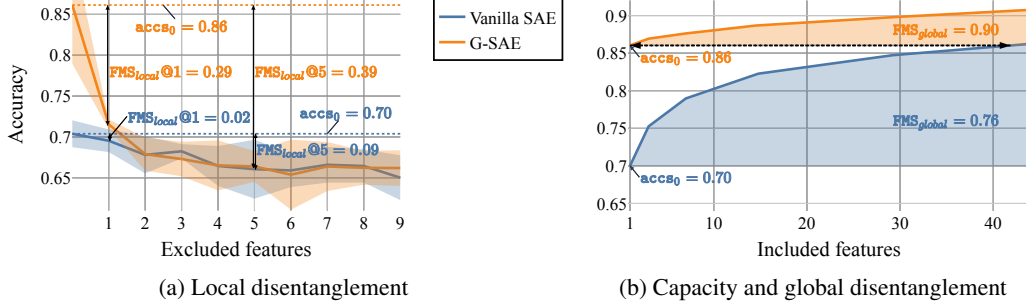 Accuracy
0.85
0.8
0.75
0.7
0.65
accs₀ = 0.86
FMS_local@1 = 0.29
FMS_local@5 = 0.39
FMS_local@1 = 0.02
accs₀ = 0.70
FMS_local@5 = 0.09
1 2 3 4 5 6 7 8 9
Excluded features
(a) Local disentanglement
Vanilla SAE
G-SAE
0.9
0.85
0.8
0.75
0.7
0.65
FMS_global = 0.90
accs₀ = 0.86
FMS_global = 0.76
accs₀ = 0.70
1 10 20 30 40
Included features
(b) Capacity and global disentanglement